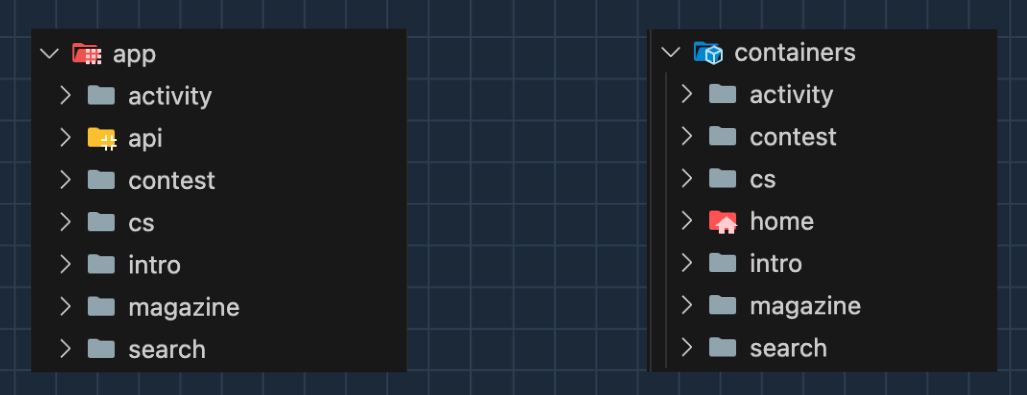 app
activity
api
contest
cs
intro
magazine
search
containers
activity
contest
cs
home
intro
magazine
search